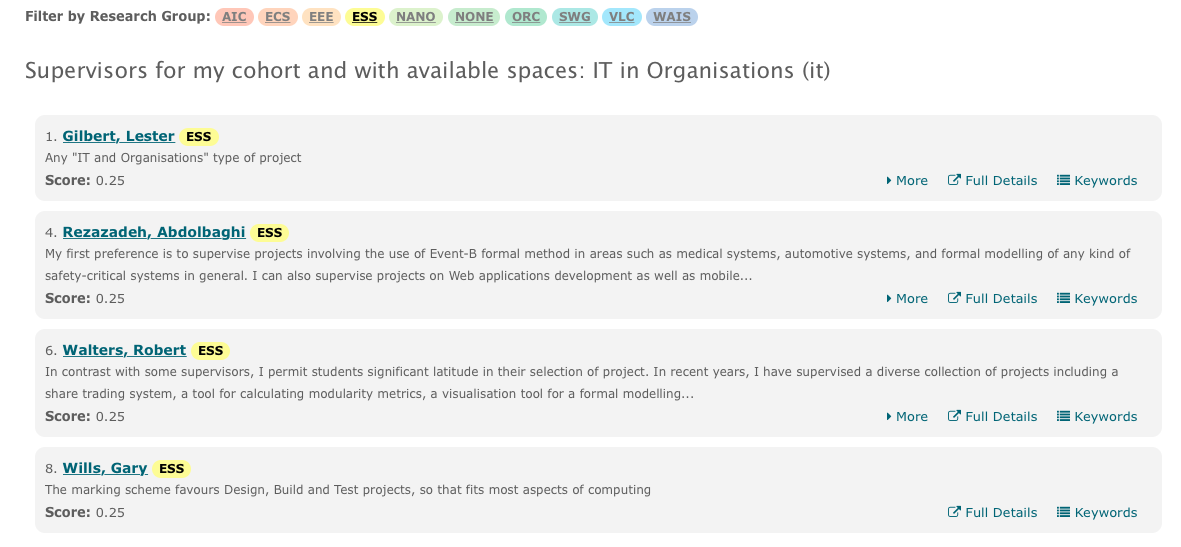 Filter by Research Group: AIC ECS EEE ESS NANO NONE ORC SWG VLC WAIS
Supervisors for my cohort and with available spaces: IT in Organisations (it)
1. Gilbert, Lester ESS
Any "IT and Organisations" type of project
Score: 0.25 More Full Details Keywords
4. Rezazadeh, Abdolbaghi ESS
My first preference is to supervise projects involving the use of Event-B formal method in areas such as medical systems, automotive systems, and formal modelling of any kind of
safety-critical systems in general. I can also supervise projects on Web applications development as well as mobile...
Score: 0.25 More Full Details Keywords
6. Walters, Robert ESS
In contrast with some supervisors, I permit students significant latitude in their selection of project. In recent years, I have supervised a diverse collection of projects including a
share trading system, a tool for calculating modularity metrics, a visualisation tool for a formal modelling...
Score: 0.25 More Full Details Keywords
8. Wills, Gary ESS
The marking scheme favours Design, Build and Test projects, so that fits most aspects of computing
Score: 0.25 Full Details Keywords